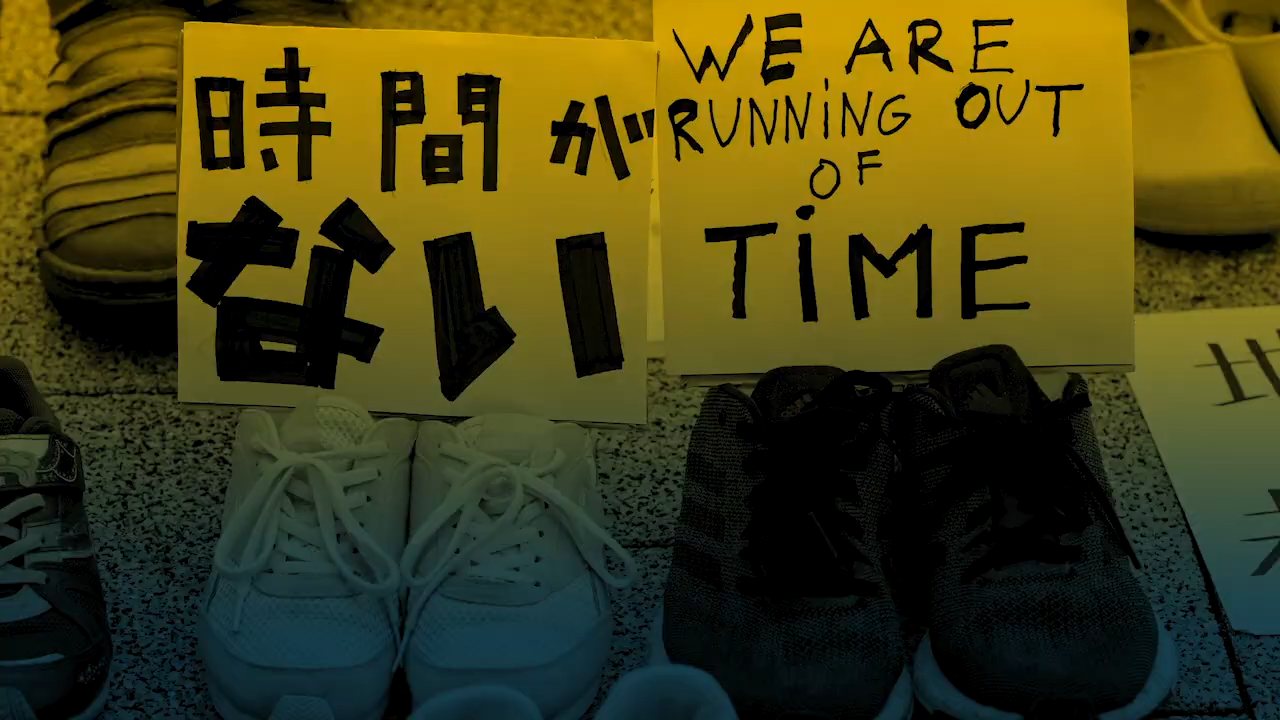 時間が
ない
WE ARE
RUNNiNG OUT
OF
TiME